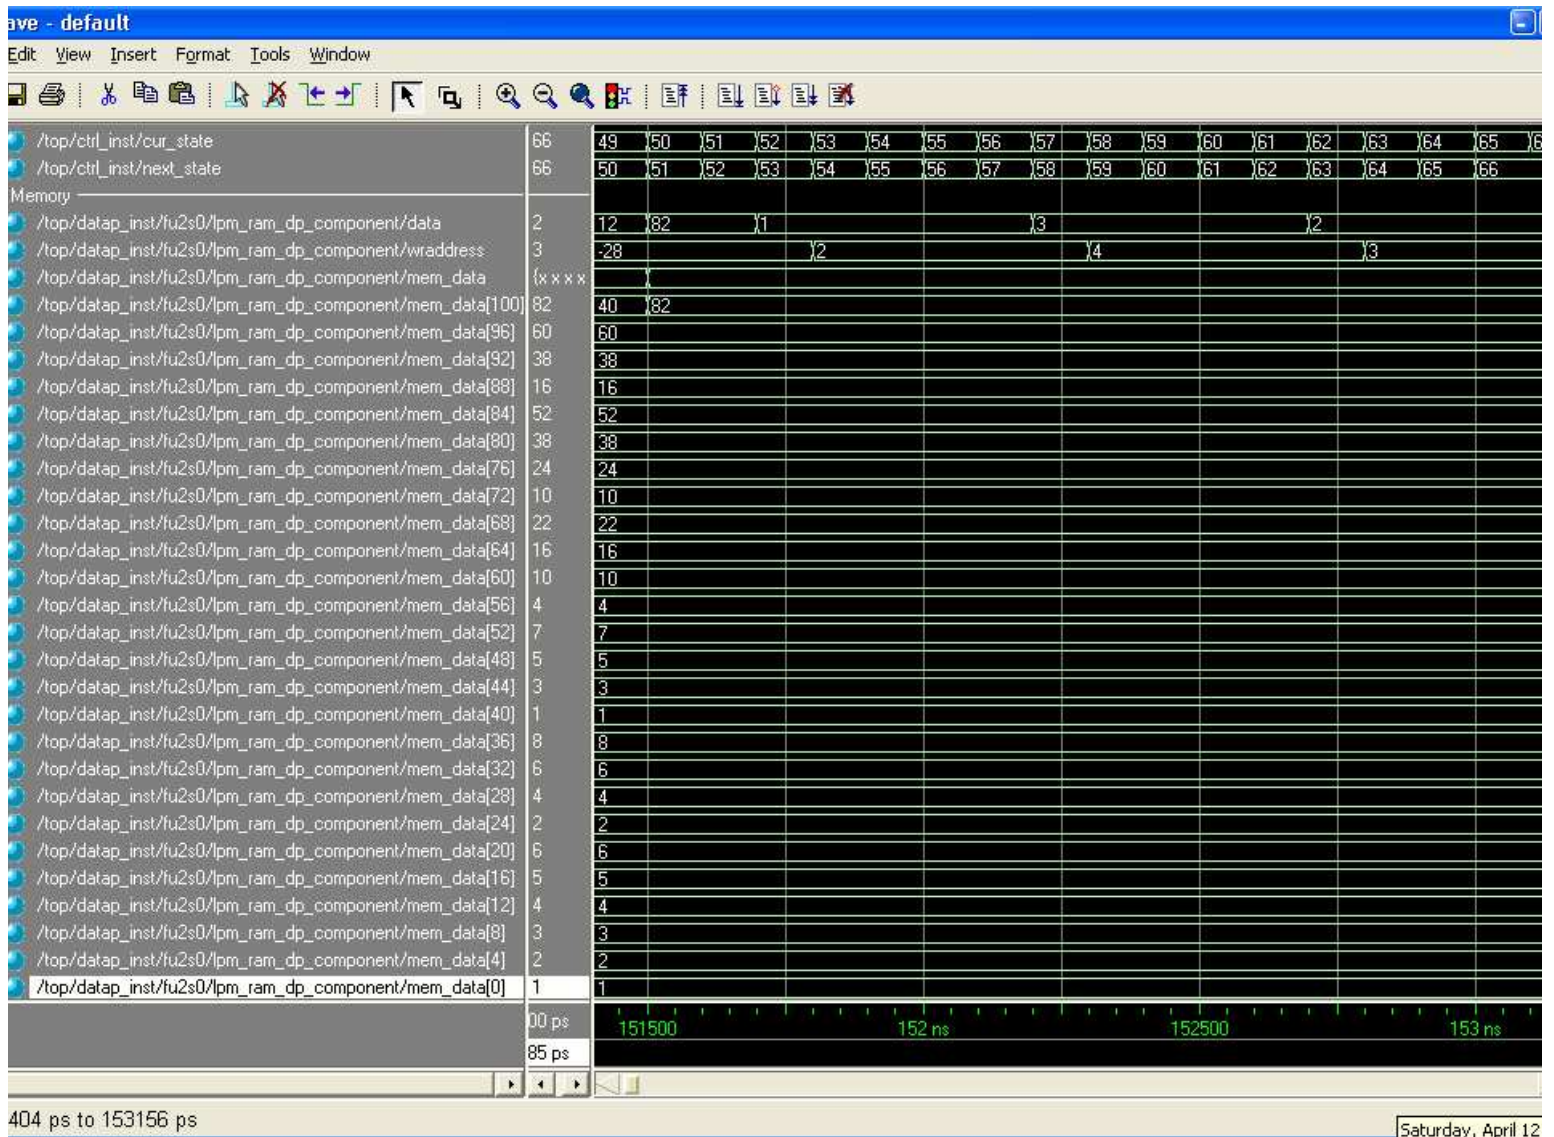 ave - default
Edit View Insert Format Tools Window
/top/ctrl_inst/cur_state 66 49 50 51 52 53 54 55 56 57 58 59 60 61 62 63 64 65 6
/top/ctrl_inst/next_state 66 50 51 52 53 54 55 56 57 58 59 60 61 62 63 64 65 66
Memory
/top/datap_inst/fu2s0/lpm_ram_dp_component/data 2 12 82 1 3 2
/top/datap_inst/fu2s0/lpm_ram_dp_component/wraddress 3 -28 2 4 3
/top/datap_inst/fu2s0/lpm_ram_dp_component/mem_data {x x x x
/top/datap_inst/fu2s0/lpm_ram_dp_component/mem_data[100] 82 40 82
/top/datap_inst/fu2s0/lpm_ram_dp_component/mem_data[96] 60 60
/top/datap_inst/fu2s0/lpm_ram_dp_component/mem_data[92] 38 38
/top/datap_inst/fu2s0/lpm_ram_dp_component/mem_data[88] 16 16
/top/datap_inst/fu2s0/lpm_ram_dp_component/mem_data[84] 52 52
/top/datap_inst/fu2s0/lpm_ram_dp_component/mem_data[80] 38 38
/top/datap_inst/fu2s0/lpm_ram_dp_component/mem_data[76] 24 24
/top/datap_inst/fu2s0/lpm_ram_dp_component/mem_data[72] 10 10
/top/datap_inst/fu2s0/lpm_ram_dp_component/mem_data[68] 22 22
/top/datap_inst/fu2s0/lpm_ram_dp_component/mem_data[64] 16 16
/top/datap_inst/fu2s0/lpm_ram_dp_component/mem_data[60] 10 10
/top/datap_inst/fu2s0/lpm_ram_dp_component/mem_data[56] 4 4
/top/datap_inst/fu2s0/lpm_ram_dp_component/mem_data[52] 7 7
/top/datap_inst/fu2s0/lpm_ram_dp_component/mem_data[48] 5 5
/top/datap_inst/fu2s0/lpm_ram_dp_component/mem_data[44] 3 3
/top/datap_inst/fu2s0/lpm_ram_dp_component/mem_data[40] 1 1
/top/datap_inst/fu2s0/lpm_ram_dp_component/mem_data[36] 8 8
/top/datap_inst/fu2s0/lpm_ram_dp_component/mem_data[32] 6 6
/top/datap_inst/fu2s0/lpm_ram_dp_component/mem_data[28] 4 4
/top/datap_inst/fu2s0/lpm_ram_dp_component/mem_data[24] 2 2
/top/datap_inst/fu2s0/lpm_ram_dp_component/mem_data[20] 6 6
/top/datap_inst/fu2s0/lpm_ram_dp_component/mem_data[16] 5 5
/top/datap_inst/fu2s0/lpm_ram_dp_component/mem_data[12] 4 4
/top/datap_inst/fu2s0/lpm_ram_dp_component/mem_data[8] 3 3
/top/datap_inst/fu2s0/lpm_ram_dp_component/mem_data[4] 2 2
/top/datap_inst/fu2s0/lpm_ram_dp_component/mem_data[0] 1 1
00 ps 151500 152 ns 152500 153 ns
85 ps
404 ps to 153156 ps
Saturday, April 12